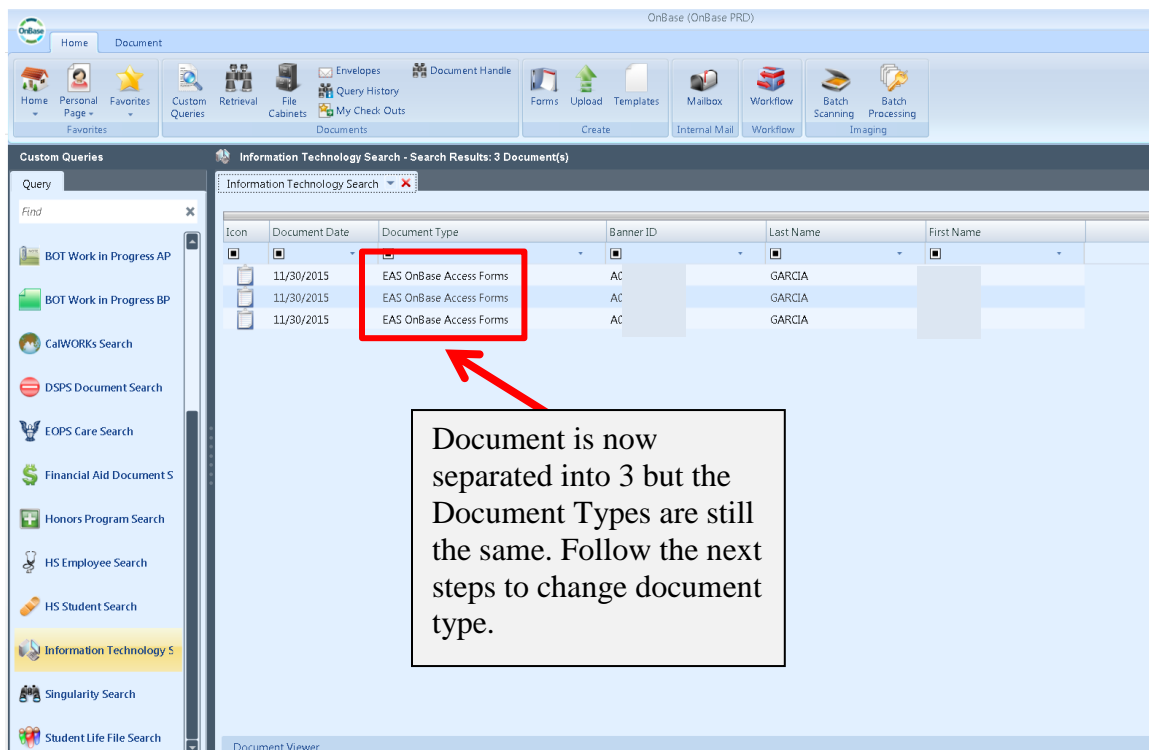 OnBase (OnBase PRD)
OnBase
Home Document
Home Personal Page Favorites Custom Queries Retrieval File Cabinets Envelopes Document Handle
Query History
My Check Outs
Forms Upload Templates Mailbox Workflow Batch Scanning Batch Processing
Favorites Documents Create Internal Mail Workflow Imaging
Custom Queries Information Technology Search - Search Results: 3 Document(s)
Query Information Technology Search
Find
Icon Document Date Document Type Banner ID Last Name First Name
11/30/2015 EAS OnBase Access Forms GARCIA
11/30/2015 EAS OnBase Access Forms GARCIA
11/30/2015 EAS OnBase Access Forms GARCIA
BOT Work in Progress AP
BOT Work in Progress BP
CalWORKs Search
DSPS Document Search
EOPS Care Search
Financial Aid Document S
Honors Program Search
HS Employee Search
HS Student Search
Information Technology S
Singularity Search
Student Life File Search
Document is now
separated into 3 but the
Document Types are still
the same. Follow the next
steps to change document
type.
Document Viewer